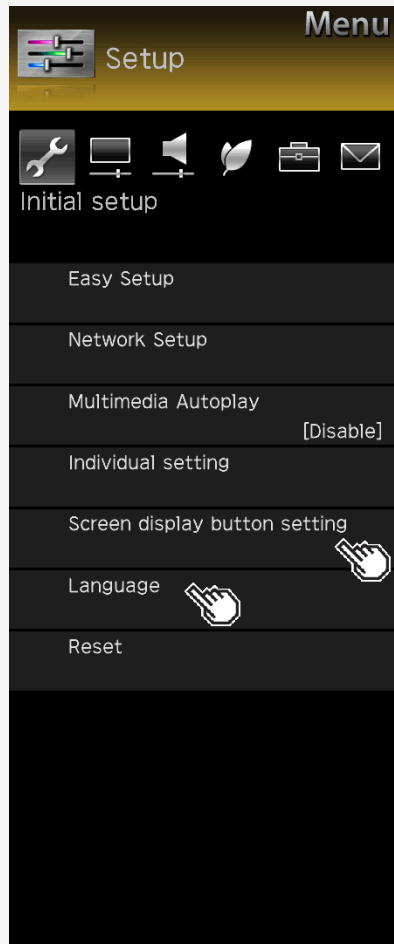 Menu
Setup
Initial setup
Easy Setup
Network Setup
Multimedia Autoplay
[Disable]
Individual setting
Screen display button setting
Language
Reset